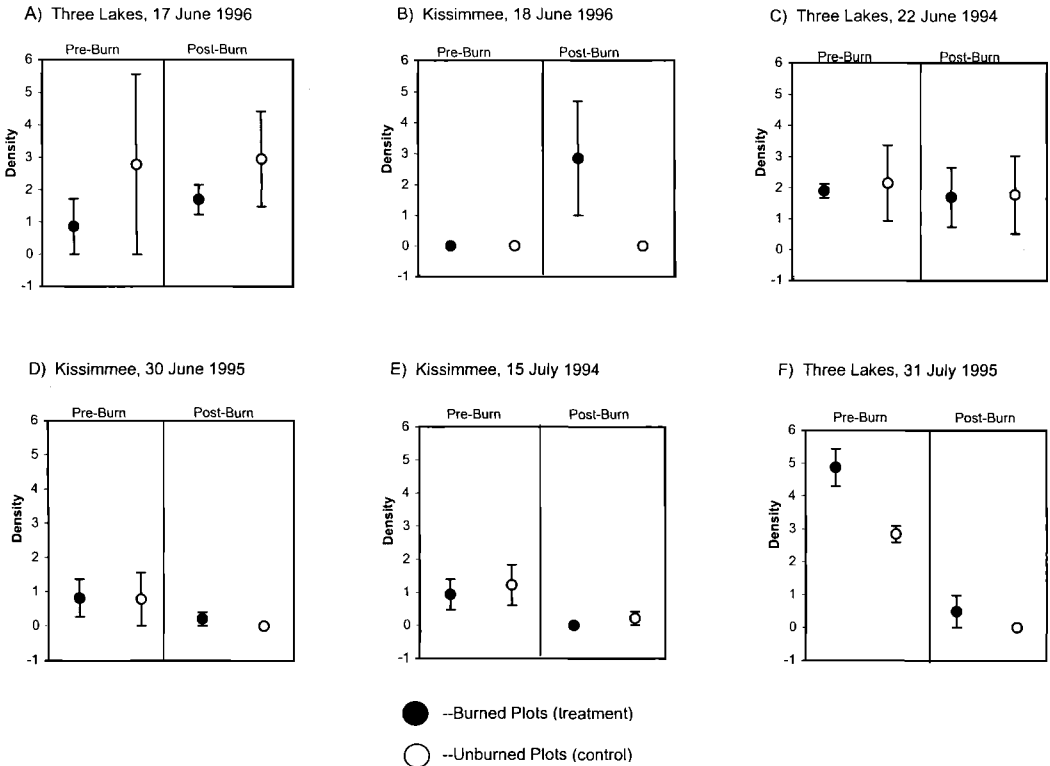 A) Three Lakes, 17 June 1996
Pre-Burn Post-Burn
6
5
4
3
2
1
0
-1
Density
B) Kissimmee, 18 June 1996
Pre-Burn Post-Burn
6
5
4
3
2
1
0
-1
Density
C) Three Lakes, 22 June 1994
Pre-Burn Post-Burn
6
5
4
3
2
1
0
-1
Density
D) Kissimmee, 30 June 1995
Pre-Burn Post-Burn
6
5
4
3
2
1
0
-1
Density
E) Kissimmee, 15 July 1994
Pre-Burn Post-Burn
6
5
4
3
2
1
0
-1
Density
F) Three Lakes, 31 July 1995
Pre-Burn Post-Burn
6
5
4
3
2
1
0
-1
Density
--Burned Plots (treatment)
--Unburned Plots (control)